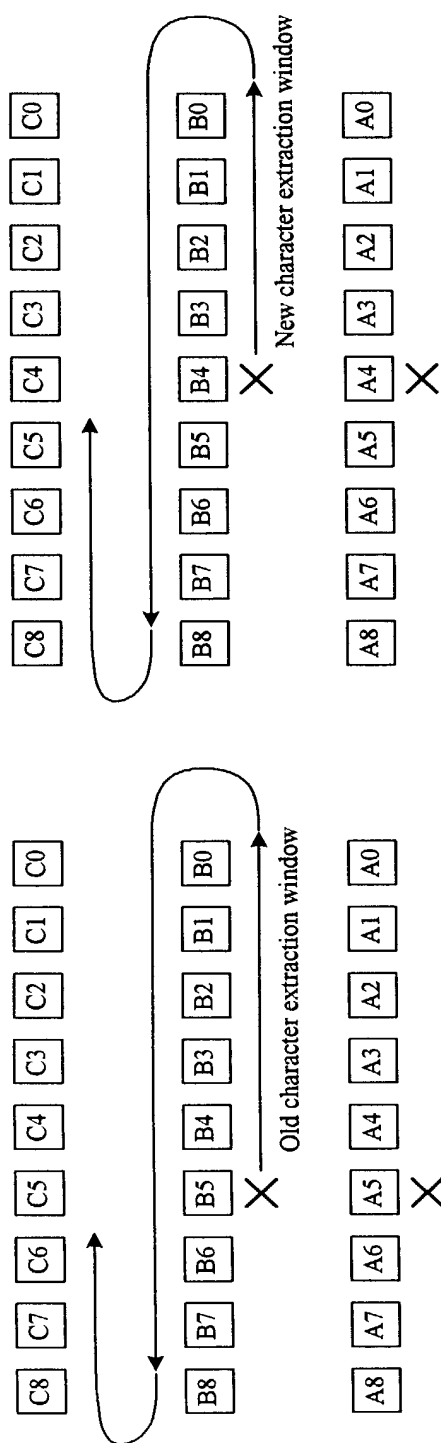 C8 C7 C6 C5 C4 C3 C2 C1 C0
B8 B7 B6 B5 B4 B3 B2 B1 B0
Old character extraction window
A8 A7 A6 A5 A4 A3 A2 A1 A0
C8 C7 C6 C5 C4 C3 C2 C1 C0
B8 B7 B6 B5 B4 B3 B2 B1 B0
New character extraction window
A8 A7 A6 A5 A4 A3 A2 A1 A0